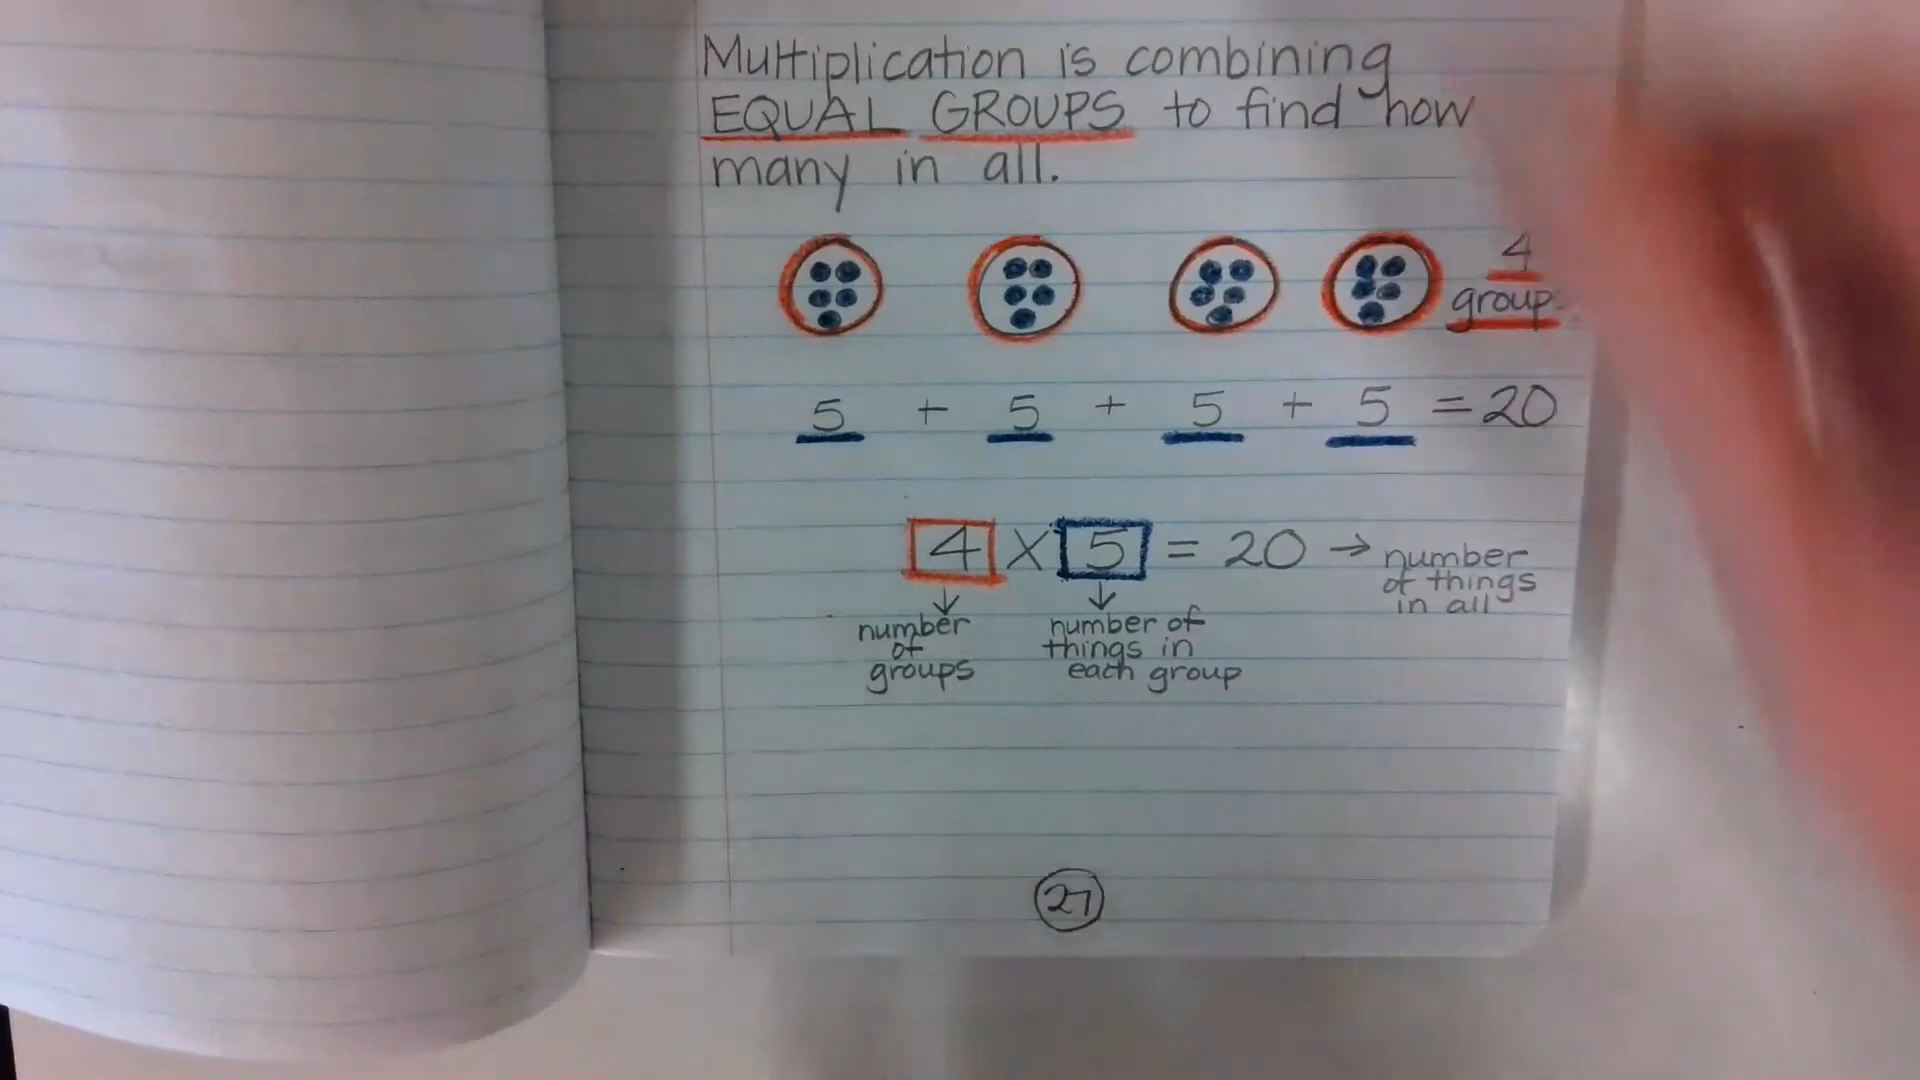 Multiplication is combining
EQUAL GROUPS to find how
many in all.
4
group
5 + 5 + 5 + 5 = 20
4 X 5 = 20 → number
of things
in all
↓
number
of
groups
↓
number of
things in
each group
27